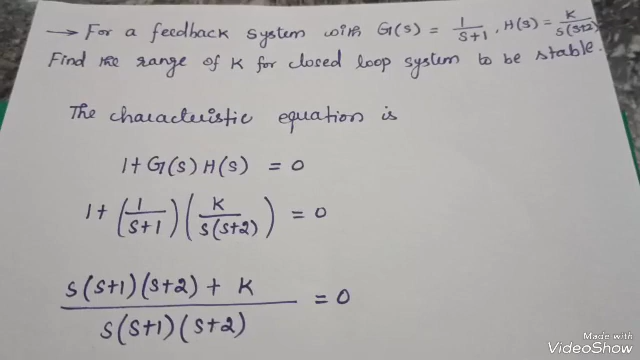 → For a feedback system with G(s) = 1/(s+1), H(s) = K/(s(s+2))
Find the range of K for closed loop system to be stable.
The characteristic equation is
1 + G(s) H(s) = 0
1 + (1/(s+1)) (K/(s(s+2))) = 0
(s(s+1)(s+2) + K)/(s(s+1)(s+2)) = 0
Made with
VideoShow